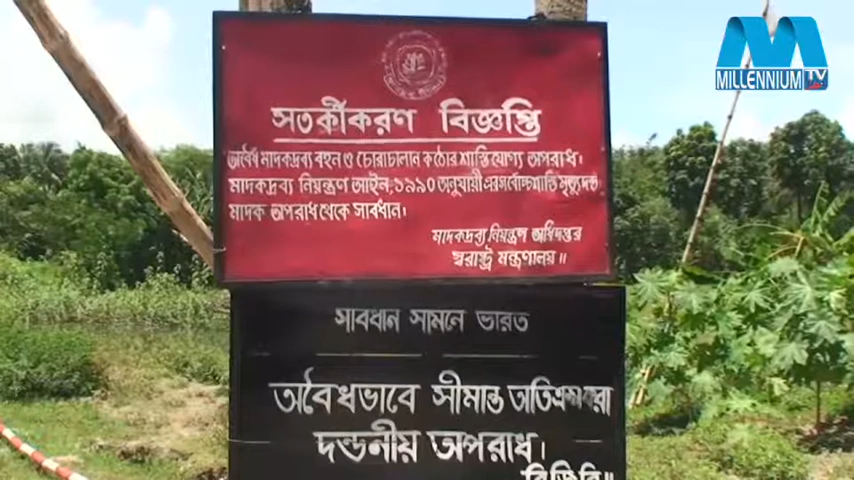 MILLENNIUM TV
সতর্কীকরণ বিজ্ঞপ্তি
অবৈধ মাদকদ্রব্য বহন ও চোরাচালান কঠোর শাস্তি যোগ্য অপরাধ।
মাদকদ্রব্য নিয়ন্ত্রণ আইন, ১৯৯০ অনুযায়ী এর সর্বোচ্চ শাস্তি মৃত্যুদন্ড
মাদক অপরাধ থেকে সাবধান।
মাদকদ্রব্য নিয়ন্ত্রণ অধিদপ্তর
স্বরাষ্ট্র মন্ত্রণালয়॥
সাবধান সামনে ভারত
অবৈধভাবে সীমান্ত অতিক্রম করা
দন্ডনীয় অপরাধ।
বিজিবি॥